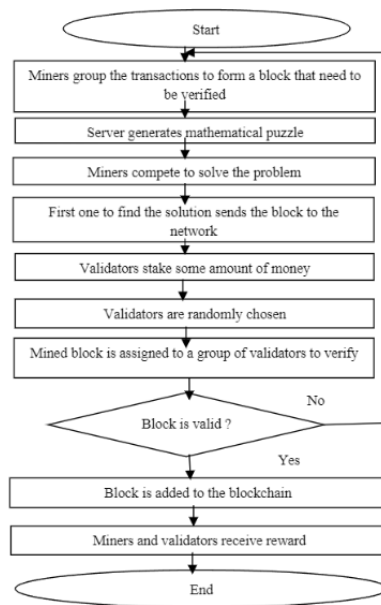 Start
Miners group the transactions to form a block that need to
be verified
Server generates mathematical puzzle
Miners compete to solve the problem
First one to find the solution sends the block to the
network
Validators stake some amount of money
Validators are randomly chosen
Mined block is assigned to a group of validators to verify
No
Block is valid ?
Yes
Block is added to the blockchain
Miners and validators receive reward
End